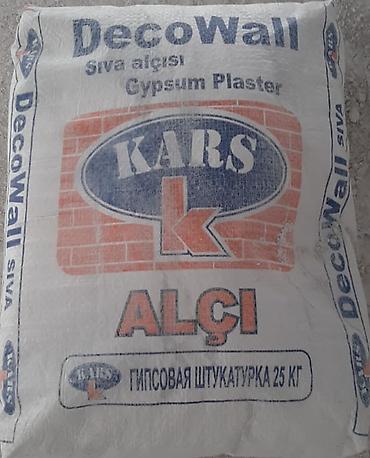 DecoWall
Sıva alçısı
Gypsum Plaster
KARS
k
ALÇI
KARS
k
ГИПСОВАЯ ШТУКАТУРКА 25 КГ
DecoWall SIVA
DecoWall SIVA